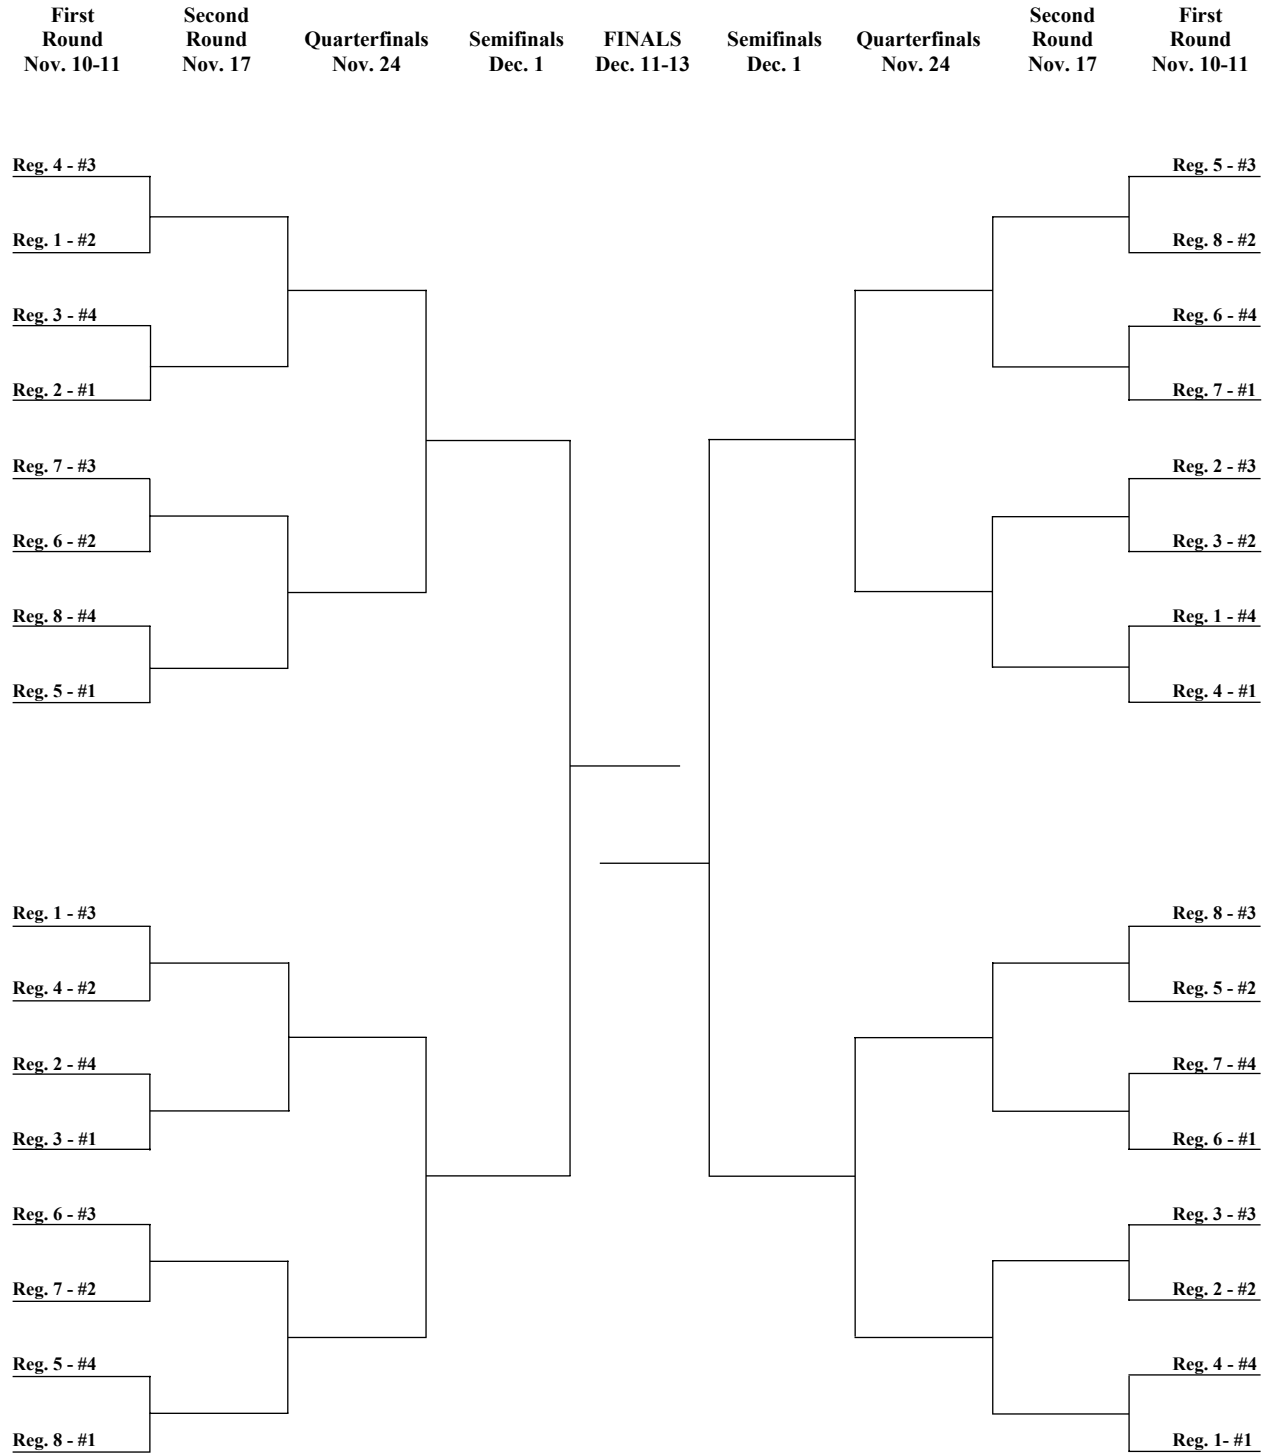 First Second Second First
Round Round Quarterfinals Semifinals FINALS Semifinals Quarterfinals Round Round
Nov. 10-11 Nov. 17 Nov. 24 Dec. 1 Dec. 11-13 Dec. 1 Nov. 24 Nov. 17 Nov. 10-11
Reg. 4 - #3 Reg. 5 - #3
Reg. 1 - #2 Reg. 8 - #2
Reg. 3 - #4 Reg. 6 - #4
Reg. 2 - #1 Reg. 7 - #1
Reg. 7 - #3 Reg. 2 - #3
Reg. 6 - #2 Reg. 3 - #2
Reg. 8 - #4 Reg. 1 - #4
Reg. 5 - #1 Reg. 4 - #1
Reg. 1 - #3 Reg. 8 - #3
Reg. 4 - #2 Reg. 5 - #2
Reg. 2 - #4 Reg. 7 - #4
Reg. 3 - #1 Reg. 6 - #1
Reg. 6 - #3 Reg. 3 - #3
Reg. 7 - #2 Reg. 2 - #2
Reg. 5 - #4 Reg. 4 - #4
Reg. 8 - #1 Reg. 1- #1